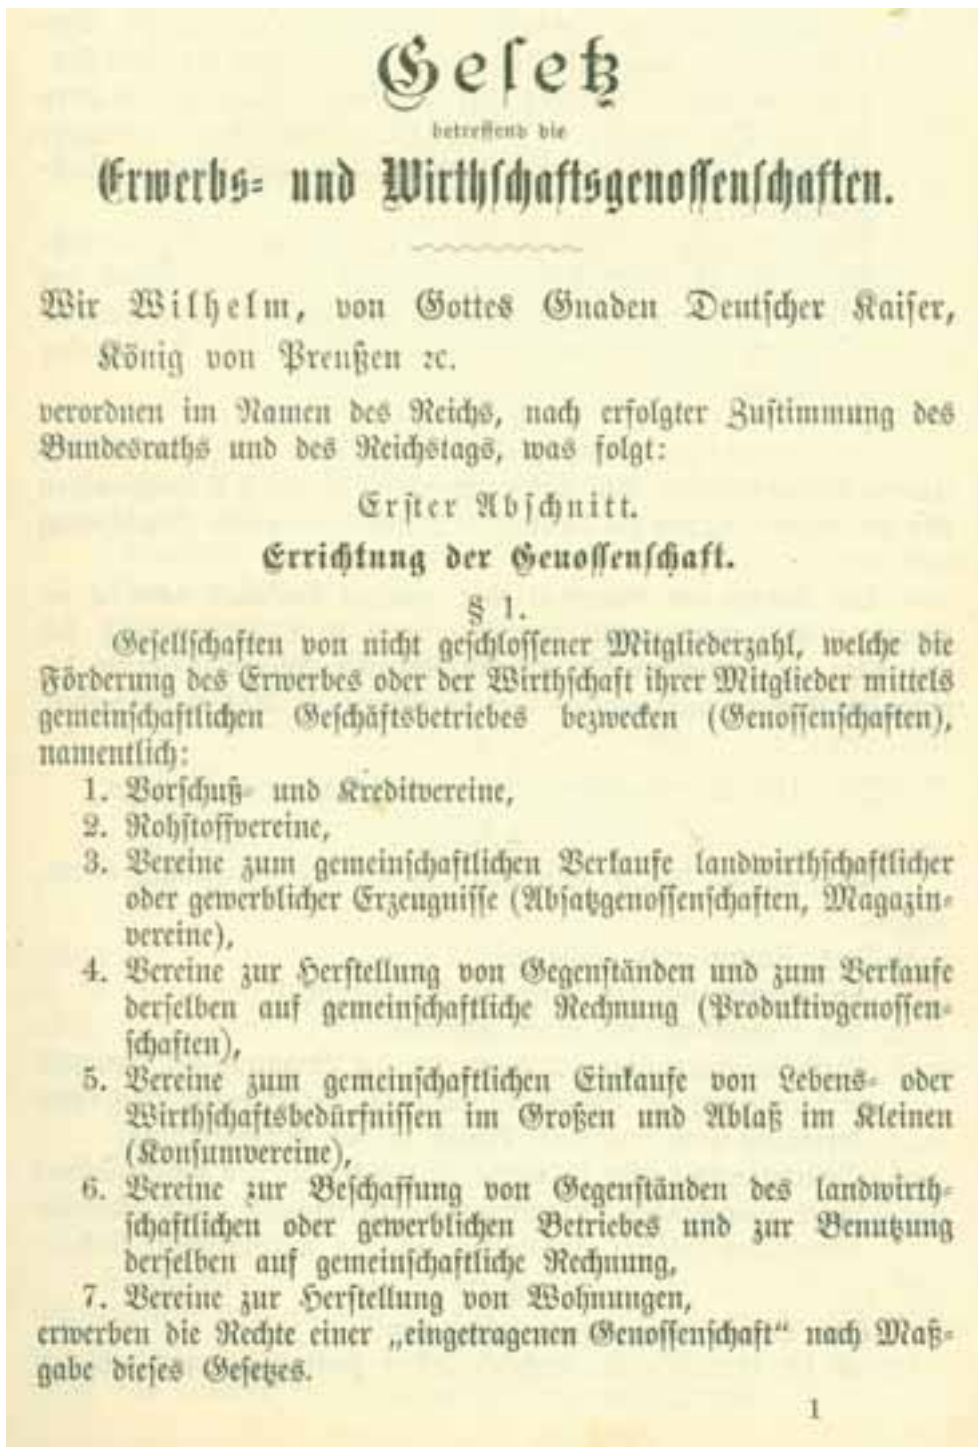 Gesetz
betreffend die
Erwerbs- und Wirthschaftsgenossenschaften.
Wir Wilhelm, von Gottes Gnaden Deutscher Kaiser,
König von Preußen ꝛc.
verordnen im Namen des Reichs, nach erfolgter Zustimmung des
Bundesraths und des Reichstags, was folgt:
Erster Abschnitt.
Errichtung der Genossenschaft.
§ 1.
Gesellschaften von nicht geschlossener Mitgliederzahl, welche die
Förderung des Erwerbes oder der Wirthschaft ihrer Mitglieder mittels
gemeinschaftlichen Geschäftsbetriebes bezwecken (Genossenschaften),
namentlich:
1. Vorschuß- und Kreditvereine,
2. Rohstoffvereine,
3. Vereine zum gemeinschaftlichen Verkaufe landwirthschaftlicher
oder gewerblicher Erzeugnisse (Absatzgenossenschaften, Magazin-
vereine),
4. Vereine zur Herstellung von Gegenständen und zum Verkaufe
derselben auf gemeinschaftliche Rechnung (Produktivgenossen-
schaften),
5. Vereine zum gemeinschaftlichen Einkaufe von Lebens- oder
Wirthschaftsbedürfnissen im Großen und Ablaß im Kleinen
(Konsumvereine),
6. Vereine zur Beschaffung von Gegenständen des landwirth-
schaftlichen oder gewerblichen Betriebes und zur Benutzung
derselben auf gemeinschaftliche Rechnung,
7. Vereine zur Herstellung von Wohnungen,
erwerben die Rechte einer „eingetragenen Genossenschaft“ nach Maß-
gabe dieses Gesetzes.
1